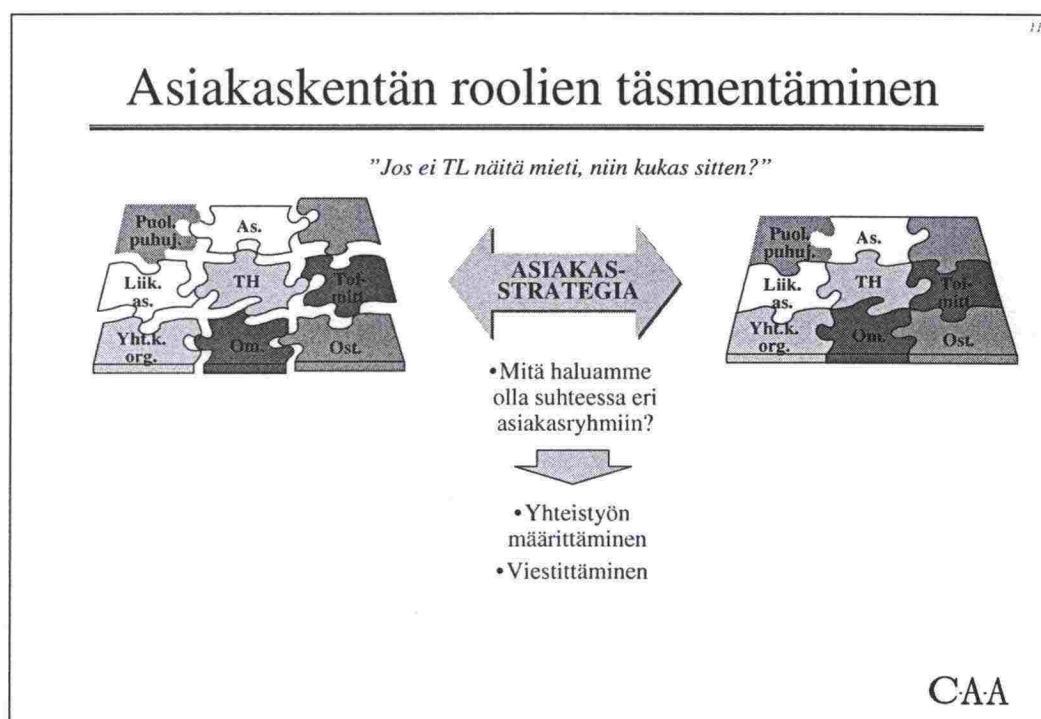 11
Asiakaskentän roolien täsmentäminen
"Jos ei TL näitä mieti, niin kukas sitten?"
Puol.
puhuj.
As.
Liik.
as.
TH
Toi-
mitt.
Yht.k.
org.
Om.
Ost.
ASIAKAS-
STRATEGIA
Puol.
puhuj.
As.
Liik.
as.
TH
Toi-
mitt.
Yht.k.
org.
Om.
Ost.
•Mitä haluamme
olla suhteessa eri
asiakasryhmiin?
•Yhteistyön
määrittäminen
•Viestittäminen
C·A·A